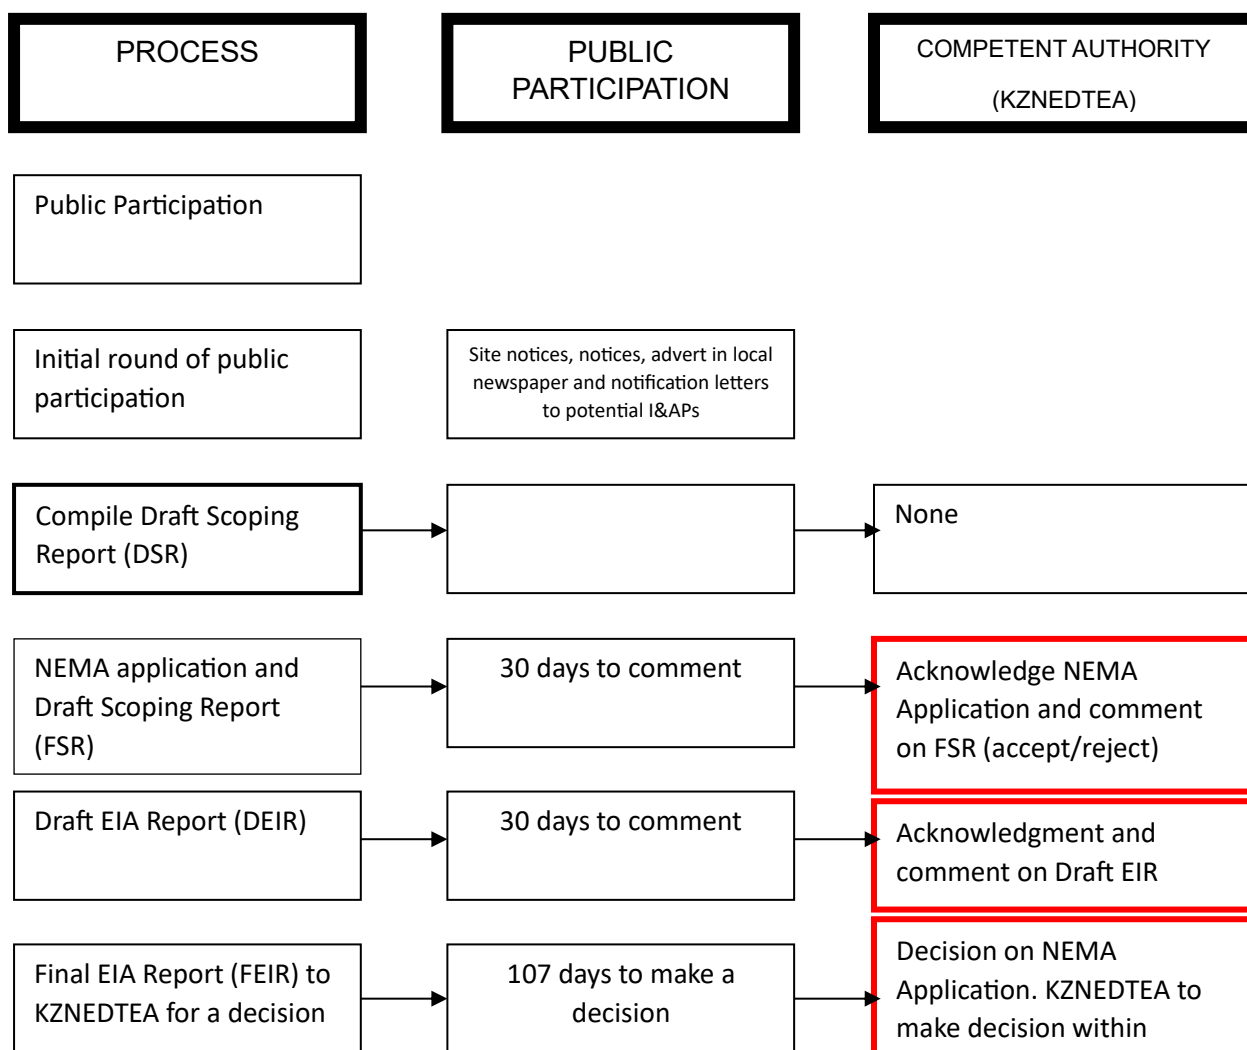 PROCESS
PUBLIC
PARTICIPATION
COMPETENT AUTHORITY
(KZNEDTEA)
Public Participation
Initial round of public
participation
Site notices, notices, advert in local
newspaper and notification letters
to potential I&APs
Compile Draft Scoping
Report (DSR)
None
NEMA application and
Draft Scoping Report
(FSR)
30 days to comment
Acknowledge NEMA
Application and comment
on FSR (accept/reject)
Draft EIA Report (DEIR)
30 days to comment
Acknowledgment and
comment on Draft EIR
Final EIA Report (FEIR) to
KZNEDTEA for a decision
107 days to make a
decision
Decision on NEMA
Application. KZNEDTEA to
make decision within